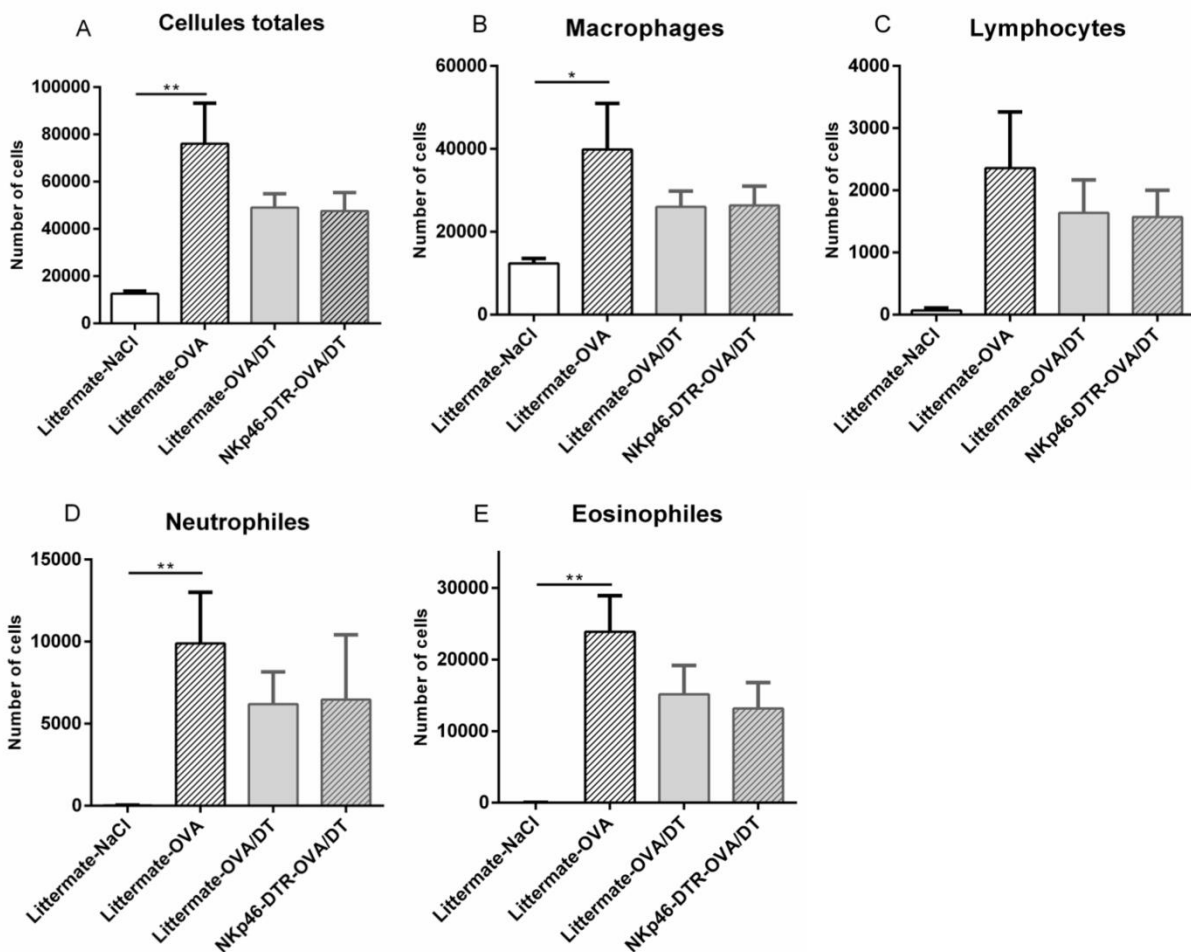 A
Cellules totales
Number of cells
100000
80000
60000
40000
20000
0
**
Littermate-NaCl
Littermate-OVA
Littermate-OVA/DT
NKp46-DTR-OVA/DT
B
Macrophages
Number of cells
60000
40000
20000
0
*
Littermate-NaCl
Littermate-OVA
Littermate-OVA/DT
NKp46-DTR-OVA/DT
C
Lymphocytes
Number of cells
4000
3000
2000
1000
0
Littermate-NaCl
Littermate-OVA
Littermate-OVA/DT
NKp46-DTR-OVA/DT
D
Neutrophiles
Number of cells
15000
10000
5000
0
**
Littermate-NaCl
Littermate-OVA
Littermate-OVA/DT
NKp46-DTR-OVA/DT
E
Eosinophiles
Number of cells
30000
20000
10000
0
**
Littermate-NaCl
Littermate-OVA
Littermate-OVA/DT
NKp46-DTR-OVA/DT